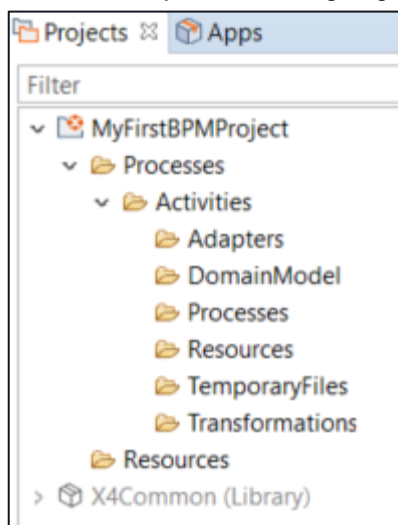 Projects Apps
Filter
MyFirstBPMProject
Processes
Activities
Adapters
DomainModel
Processes
Resources
TemporaryFiles
Transformations
Resources
X4Common (Library)